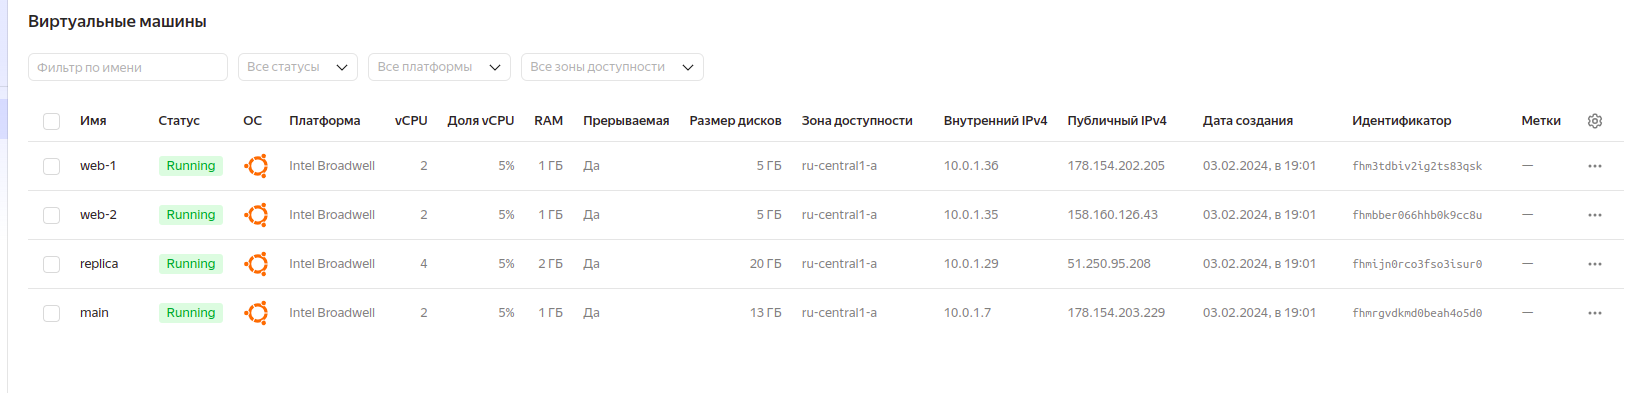 Виртуальные машины
Фильтр по имени Все статусы Все платформы Все зоны доступности
Имя Статус ОС Платформа vCPU Доля vCPU RAM Прерываемая Размер дисков Зона доступности Внутренний IPv4 Публичный IPv4 Дата создания Идентификатор Метки
web-1 Running Intel Broadwell 2 5% 1 ГБ Да 5 ГБ ru-central1-a 10.0.1.36 178.154.202.205 03.02.2024, в 19:01 fhm3tdbiv2ig2ts83qsk —
web-2 Running Intel Broadwell 2 5% 1 ГБ Да 5 ГБ ru-central1-a 10.0.1.35 158.160.126.43 03.02.2024, в 19:01 fhmbber066hhb0k9cc8u —
replica Running Intel Broadwell 4 5% 2 ГБ Да 20 ГБ ru-central1-a 10.0.1.29 51.250.95.208 03.02.2024, в 19:01 fhmijn0rco3fso3isur0 —
main Running Intel Broadwell 2 5% 1 ГБ Да 13 ГБ ru-central1-a 10.0.1.7 178.154.203.229 03.02.2024, в 19:01 fhmrgvdkmd0beah4o5d0 —